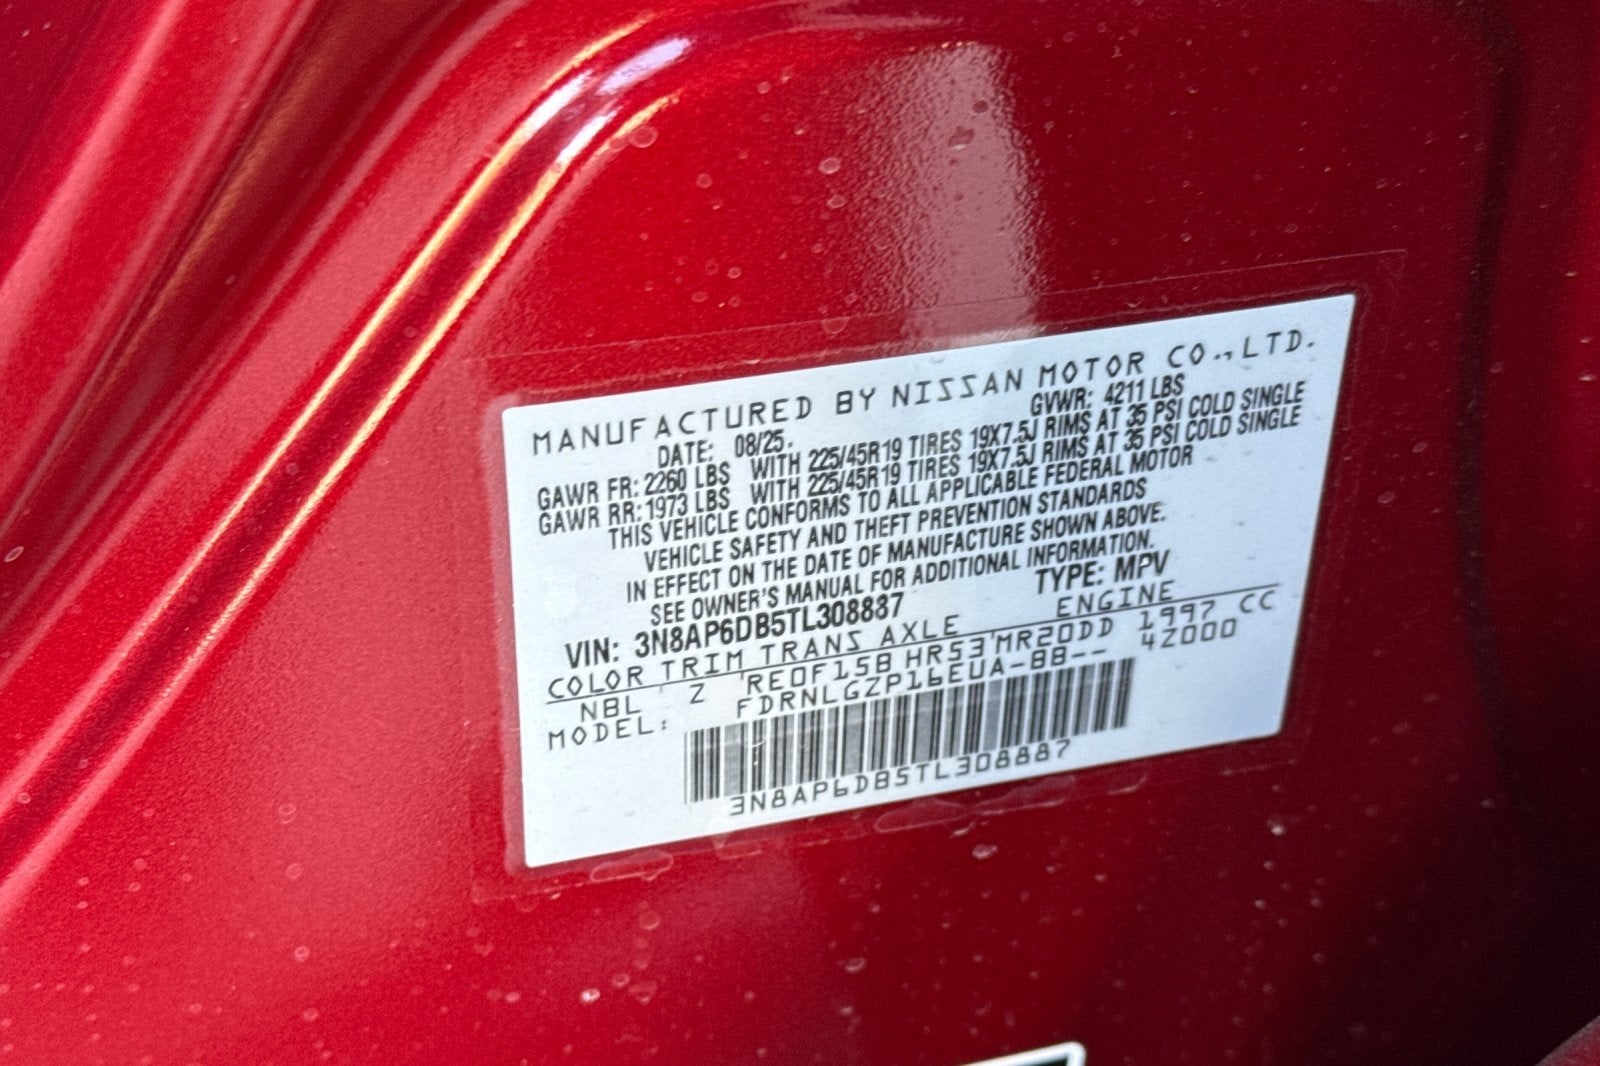 MANUFACTURED BY NISSAN MOTOR CO., LTD.
DATE: 08/25. GVWR: 4211 LBS
GAWR FR: 2260 LBS WITH 225/45R19 TIRES 19X7.5J RIMS AT 35 PSI COLD SINGLE
GAWR RR: 1973 LBS WITH 225/45R19 TIRES 19X7.5J RIMS AT 35 PSI COLD SINGLE
THIS VEHICLE CONFORMS TO ALL APPLICABLE FEDERAL MOTOR
VEHICLE SAFETY AND THEFT PREVENTION STANDARDS
IN EFFECT ON THE DATE OF MANUFACTURE SHOWN ABOVE.
SEE OWNER'S MANUAL FOR ADDITIONAL INFORMATION.
VIN: 3N8AP6DB5TL308887 TYPE: MPV
COLOR TRIM TRANS AXLE ENGINE
NBL Z RE0F15B HR53 MR20DD 1997 CC
MODEL: FDRNLGZP16EUA-BB-- 4Z000
3N8AP6DB5TL308887